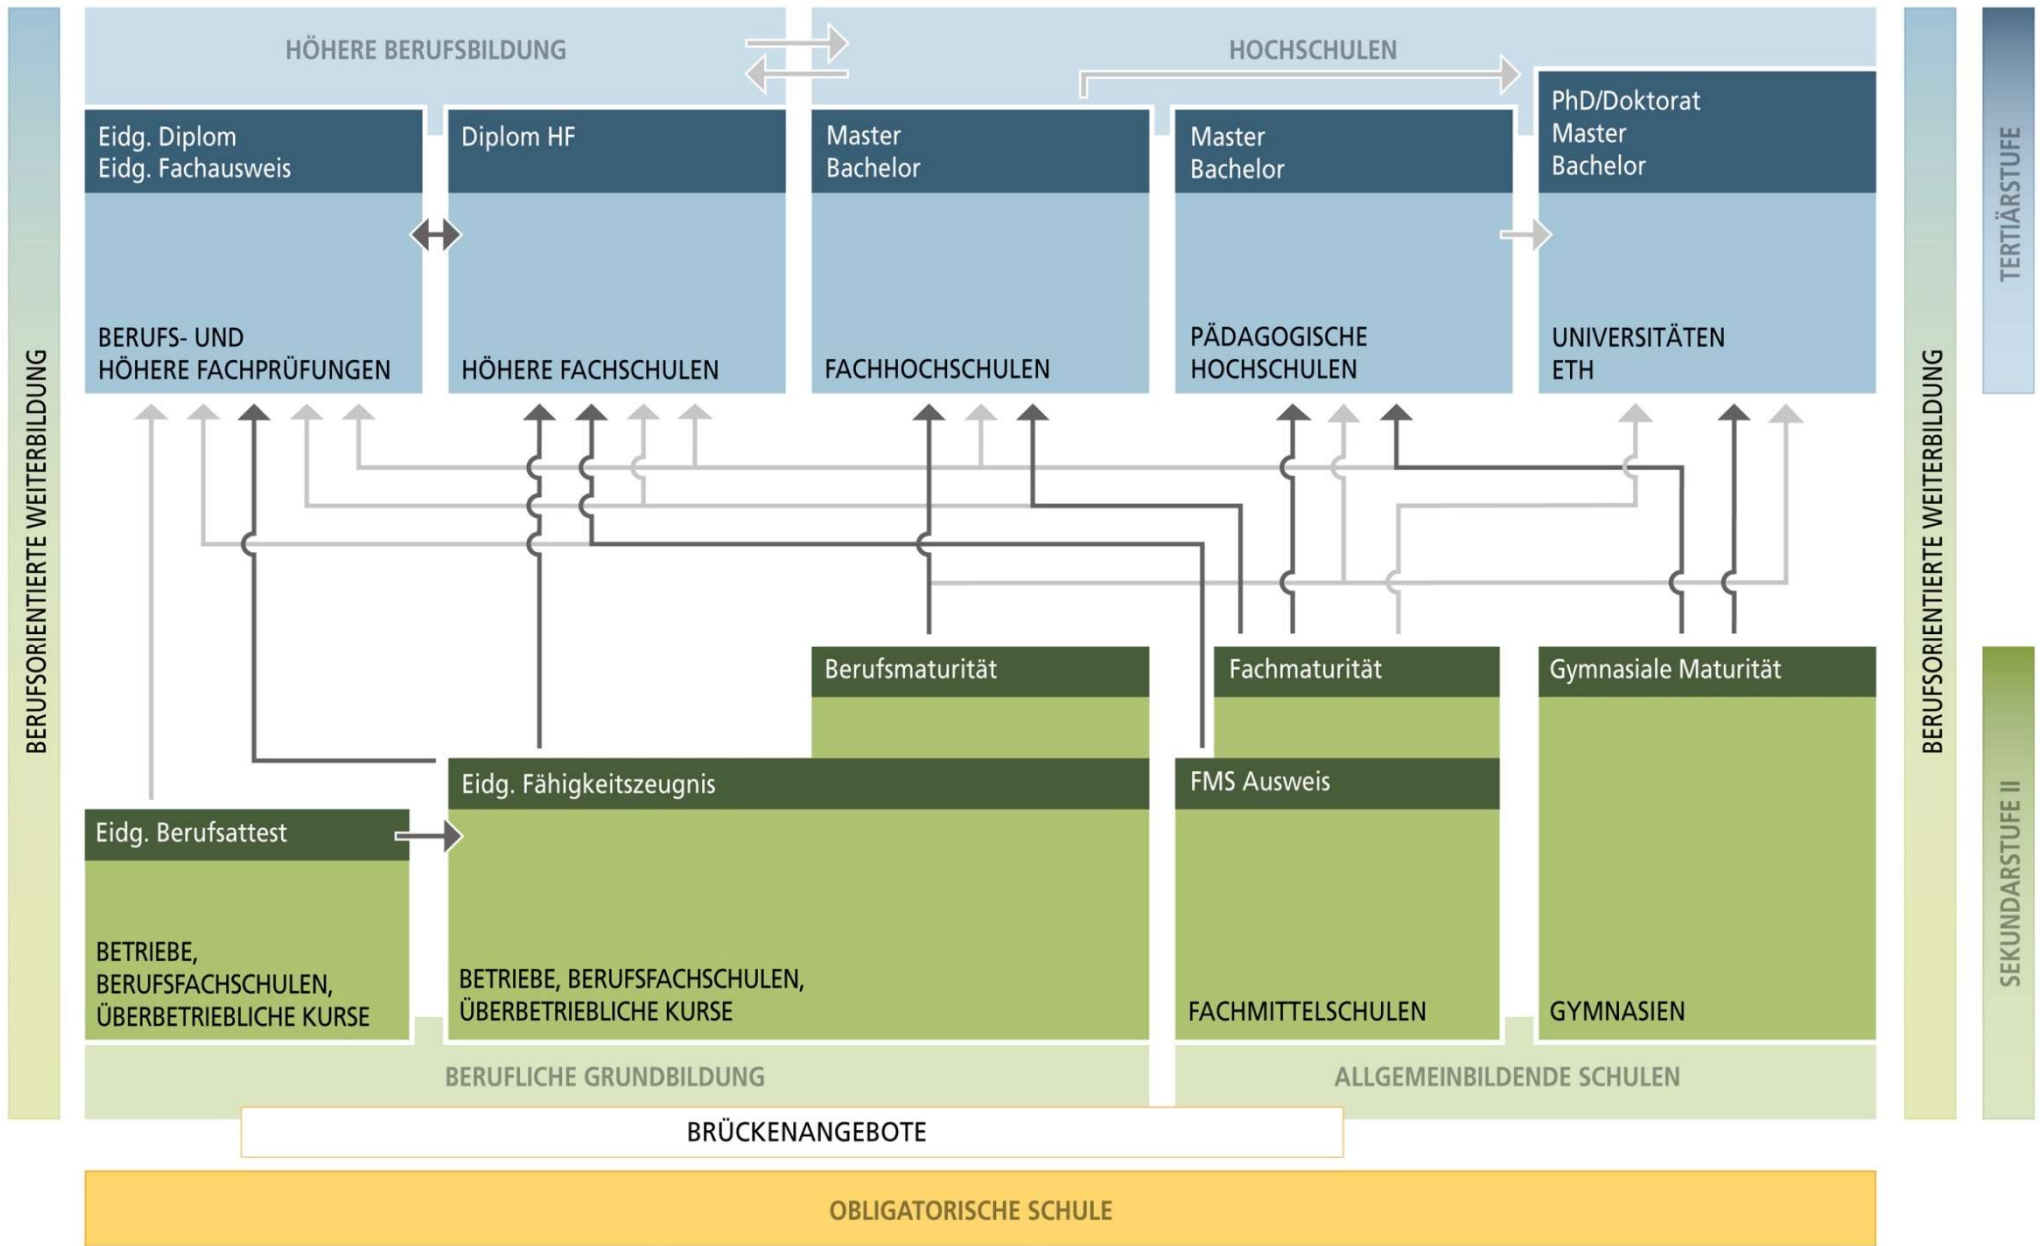 HÖHERE BERUFSBILDUNG
HOCHSCHULEN
Eidg. Diplom
Eidg. Fachausweis
BERUFS- UND
HÖHERE FACHPRÜFUNGEN
Diplom HF
HÖHERE FACHSCHULEN
Master
Bachelor
FACHHOCHSCHULEN
Master
Bachelor
PÄDAGOGISCHE
HOCHSCHULEN
PhD/Doktorat
Master
Bachelor
UNIVERSITÄTEN
ETH
BERUFSORIENTIERTE WEITERBILDUNG
BERUFSORIENTIERTE WEITERBILDUNG
TERTIÄRSTUFE
SEKUNDARSTUFE II
Berufsmaturität
Fachmaturität
Gymnasiale Maturität
Eidg. Fähigkeitszeugnis
FMS Ausweis
Eidg. Berufsattest
BETRIEBE,
BERUFSFACHSCHULEN,
ÜBERBETRIEBLICHE KURSE
BETRIEBE, BERUFSFACHSCHULEN,
ÜBERBETRIEBLICHE KURSE
FACHMITTELSCHULEN
GYMNASIEN
BERUFLICHE GRUNDBILDUNG
ALLGEMEINBILDENDE SCHULEN
BRÜCKENANGEBOTE
OBLIGATORISCHE SCHULE